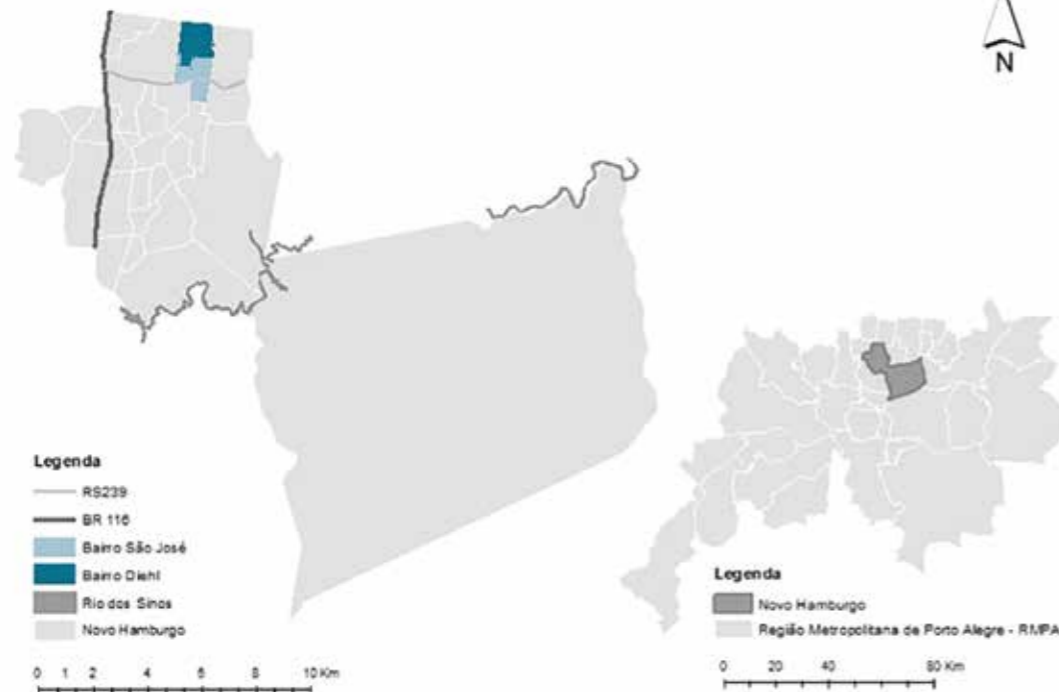 N
Legenda
RS239
BR 116
Bairro São José
Bairro Diehl
Rio dos Sinos
Novo Hamburgo
0 1 2 4 6 8 10 Km
Legenda
Novo Hamburgo
Região Metropolitana de Porto Alegre - RMPA
0 20 40 80 Km